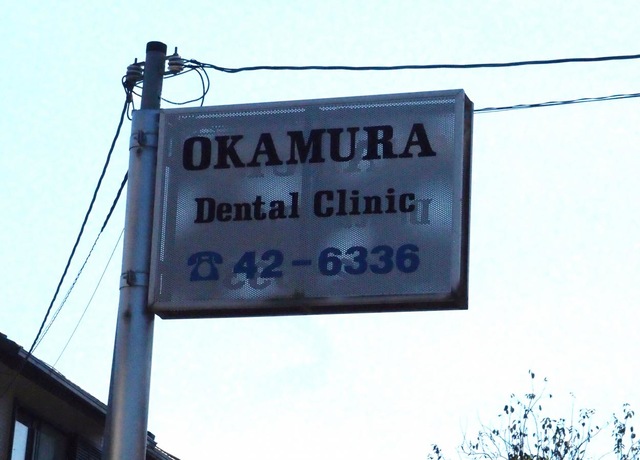 OKAMURA
Dental Clinic
☎ 42-6336